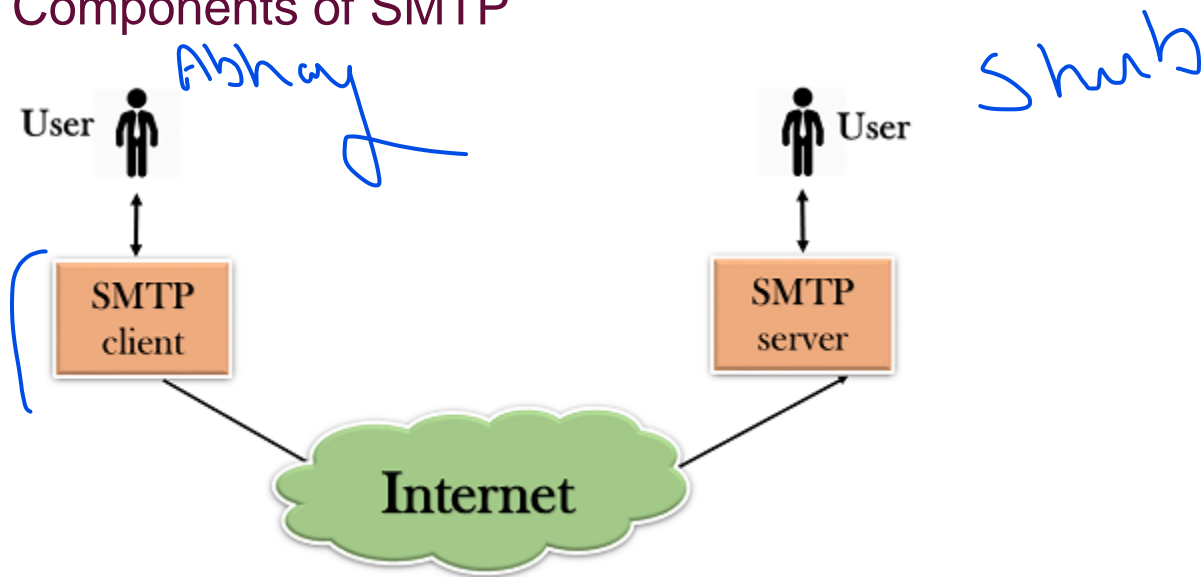 Components of SMTP
Abhay
Shub
User
User
SMTP
client
SMTP
server
Internet